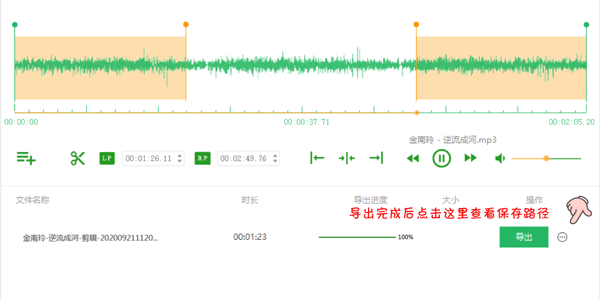 00:00:00 00:00:37.71 00:02:05.20
金南玲 - 逆流成河.mp3
LP 00:01:26.11 RP 00:02:49.76
文件名称 时长 导出进度 大小 操作
导出完成后点击这里查看保存路径
金南玲-逆流成河-剪辑-202009211120... 00:01:23 100% 导出